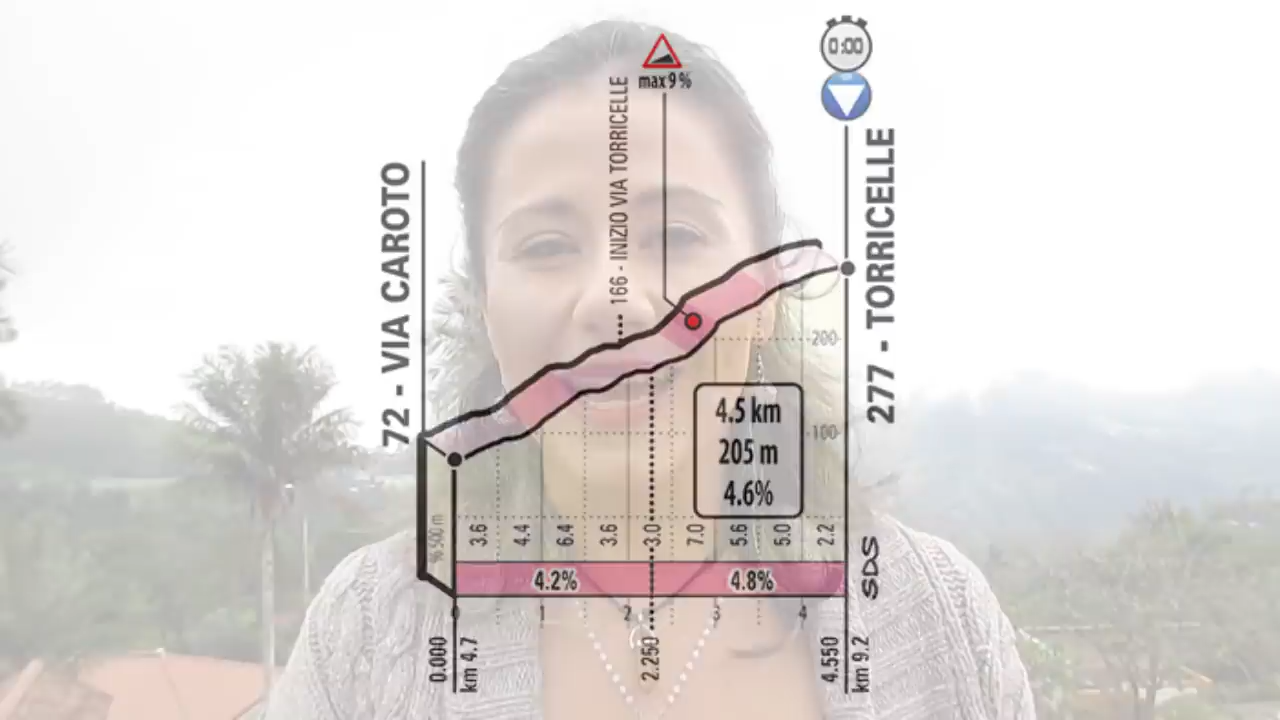 0:00
max 9%
72 - VIA CAROTO
166 - INIZIO VIA TORRICELLE
277 - TORRICELLE
200
100
4.5 km
205 m
4.6%
% 500 m
3.6 4.4 6.4 3.6 3.0 7.0 5.6 5.0 2.2
4.2% 4.8%
SDS
0 1 2 3 4
0.000
km 4.7
2.250
4.550
km 9.2